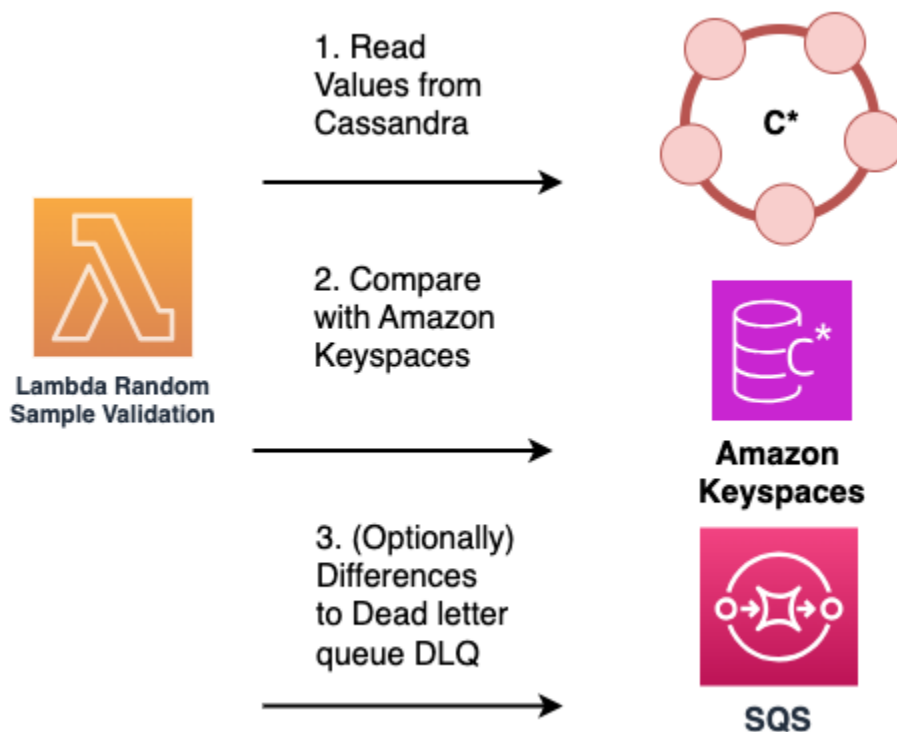 1. Read
Values from
Cassandra
C*
Lambda Random
Sample Validation
2. Compare
with Amazon
Keyspaces
C*
Amazon
Keyspaces
3. (Optionally)
Differences
to Dead letter
queue DLQ
SQS